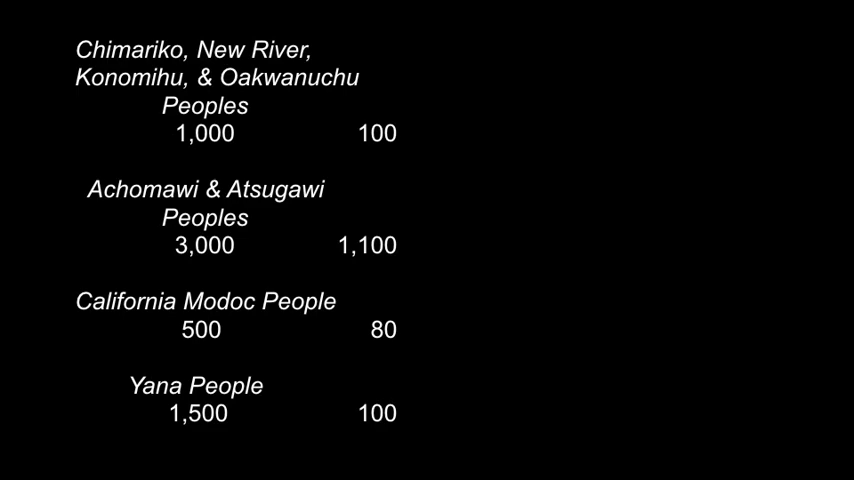 Chimariko, New River,
Konomihu, & Oakwanuchu
Peoples
1,000 100
Achomawi & Atsugawi
Peoples
3,000 1,100
California Modoc People
500 80
Yana People
1,500 100